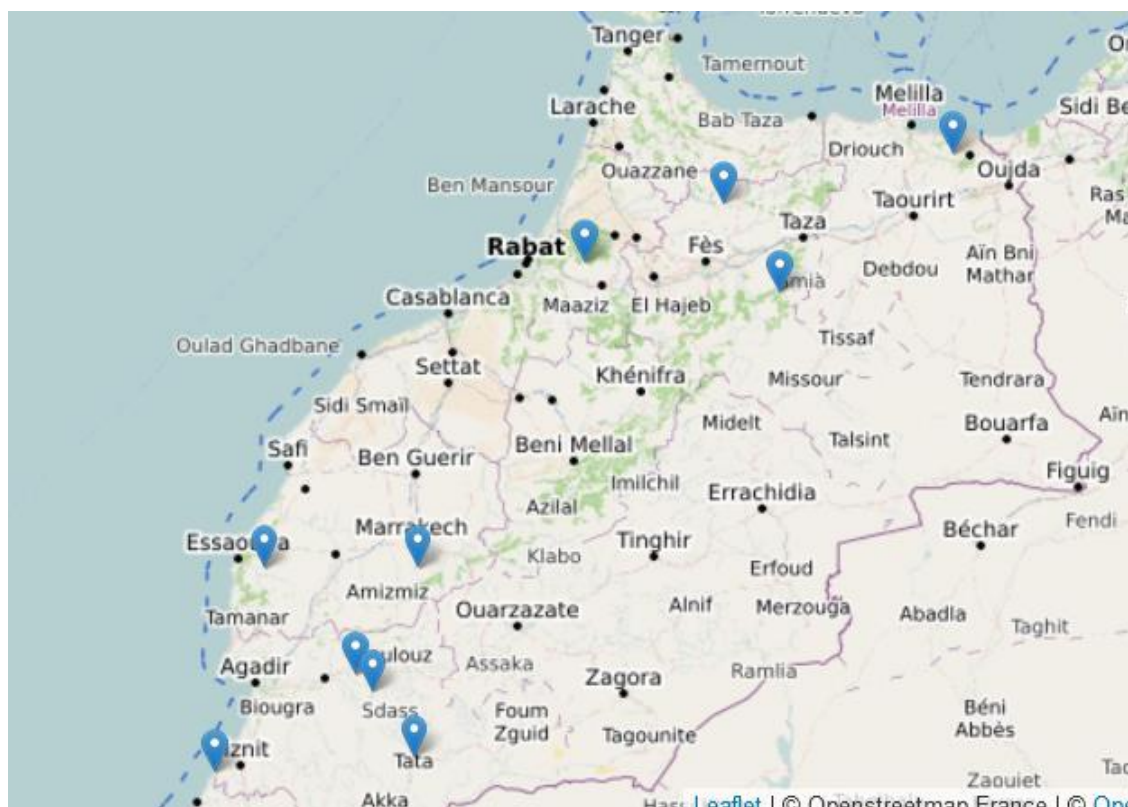 Tanger
Tamernout
Larache
Melilla
Melilla
Sidi Be
Bab Taza
Driouch
Ouazzane
Oujda
Ben Mansour
Taourirt
Ras
Ma
Rabat
Fès
Taza
Aïn Bni
Mathar
Debdou
Casablanca
Maaziz
El Hajeb
Oulad Ghadbane
Tissaf
Settat
Khénifra
Missour
Tendrara
Sidi Smaïl
Midelt
Bouarfa
Aïn
Safi
Ben Guerir
Beni Mellal
Talsint
Figuig
Imilchil
Azilal
Errachidia
Marrakech
Béchar
Fendi
Tinghir
Klabo
Erfoud
Amizmiz
Tamanar
Ouarzazate
Alnif
Merzouga
Abadla
Taghit
Agadir
Assaka
Ramlia
Zagora
Biougra
Sdass
Foum
Zguid
Tagounite
Béni
Abbès
Tata
Akka
Zaouiet
Leaflet | © Openstreetmap France | © Op